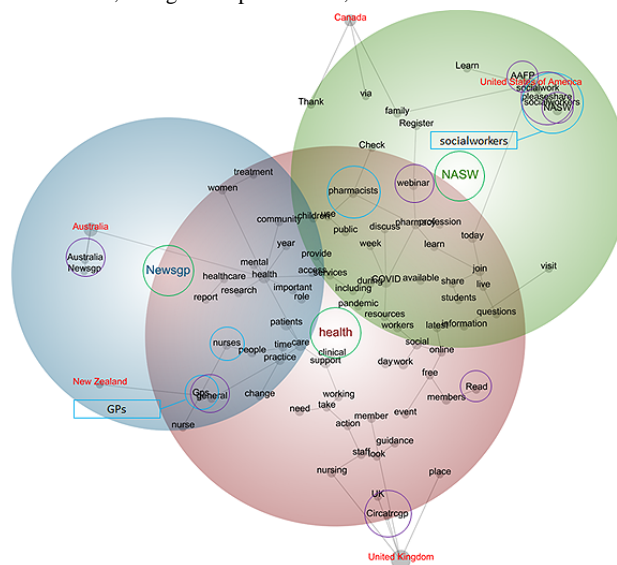 Canada
Learn
AAFP
United States of America
socialwork
pleaseshare
socialworkers
NASW
via
Thank
family
Register
socialworkers
Check
NASW
treatment
women
pharmacists
webinar
community
children
use
pharmacy
profession
Australia
public
discuss
year
week
learn
today
Australia
Newsgp
Newsgp
mental
provide
healthcare
health
access
services
join
visit
COVID
during
available
share
live
research
important
including
report
role
students
pandemic
patients
resources
questions
health
workers
latest
information
nurses
people
time
care
clinical
social
online
practice
support
day
work
New Zealand
free
Gps
general
change
working
members
Read
GPs
need
take
member
event
nurse
action
guidance
staff
look
nursing
place
UK
Circatrcgp
United Kingdom